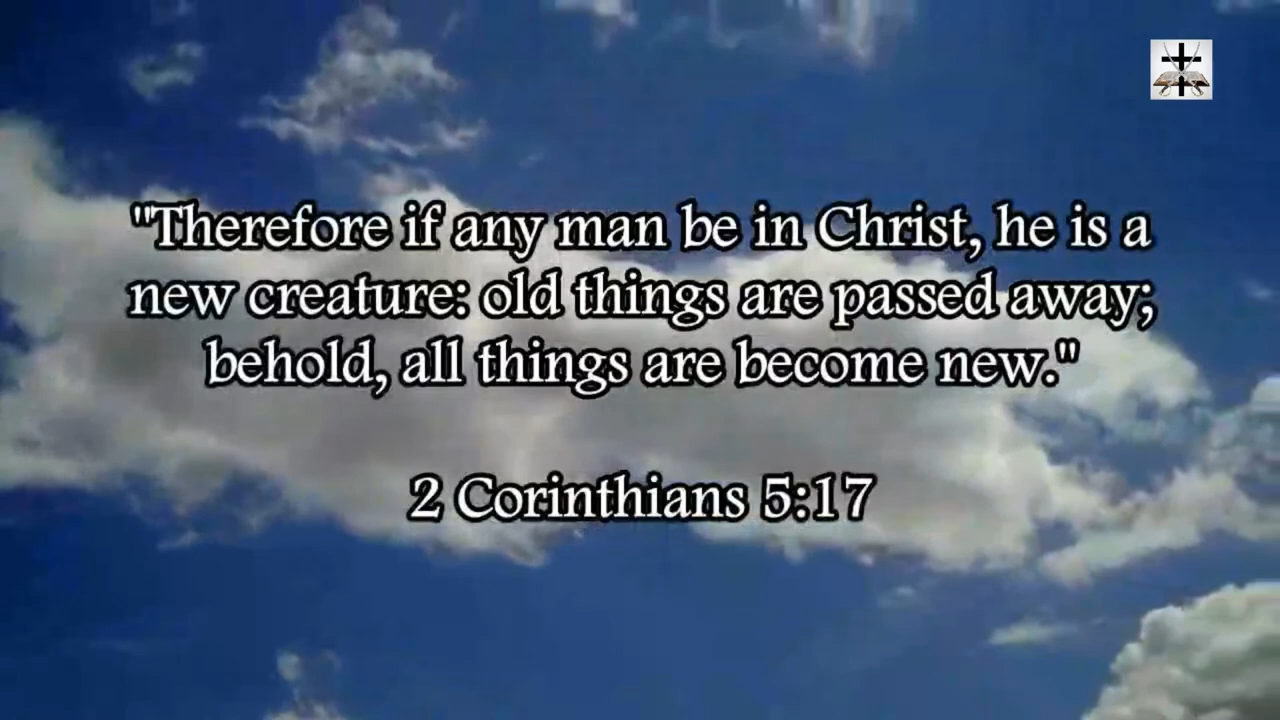 "Therefore if any man be in Christ, he is a
new creature: old things are passed away;
behold, all things are become new."
2 Corinthians 5:17